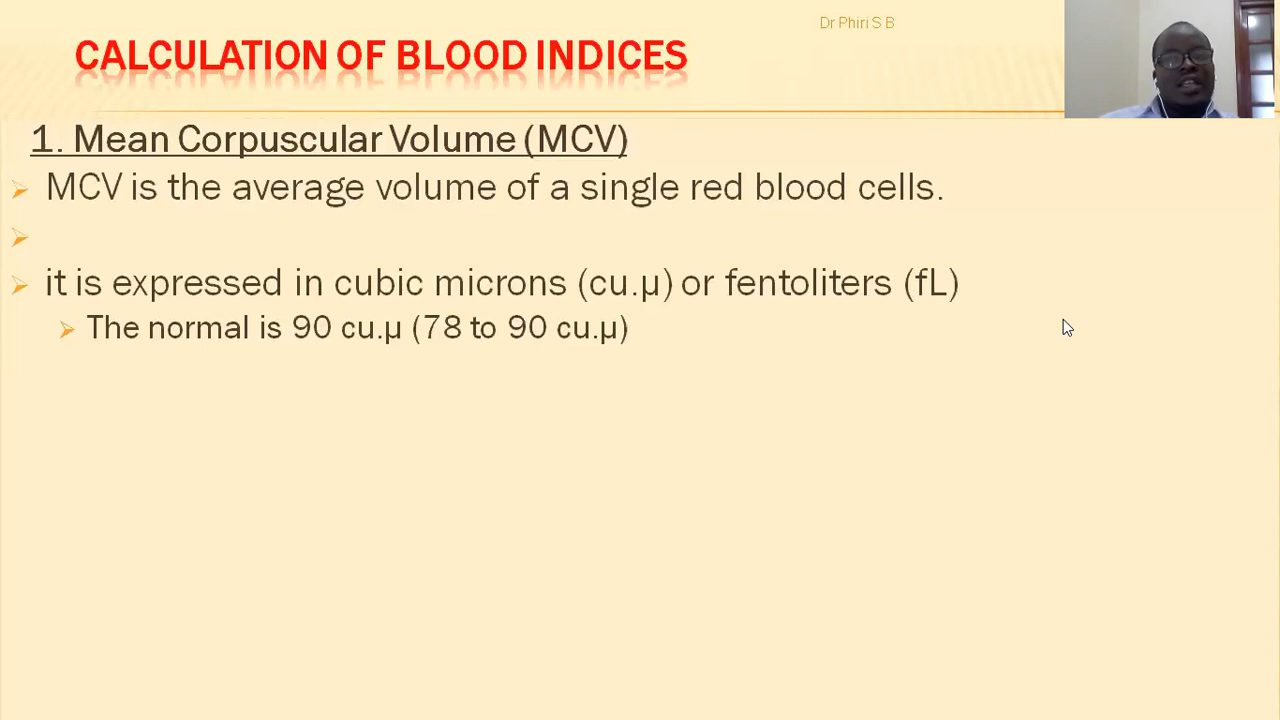 Dr Phiri S B
CALCULATION OF BLOOD INDICES
1. Mean Corpuscular Volume (MCV)
MCV is the average volume of a single red blood cells.
it is expressed in cubic microns (cu.µ) or fentoliters (fL)
The normal is 90 cu.µ (78 to 90 cu.µ)